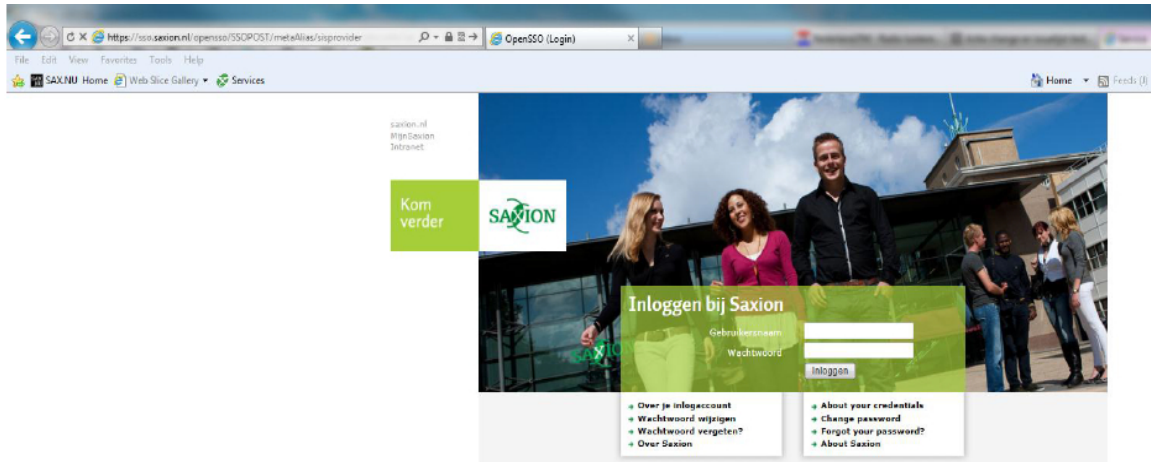 https://sso.saxion.nl/opensso/SSOPOST/metaAlias/sisprovider
OpenSSO (Login)
File Edit View Favorites Tools Help
SAX.NU Home Web Slice Gallery Services
Home Feeds (J)
saxion.nl
MijnSaxion
Intranet
Kom
verder
SAXION
Inloggen bij Saxion
Gebruikersnaam
Wachtwoord
Inloggen
SAXION
Over je inlogaccount
Wachtwoord wijzigen
Wachtwoord vergeten?
Over Saxion
About your credentials
Change password
Forgot your password?
About Saxion